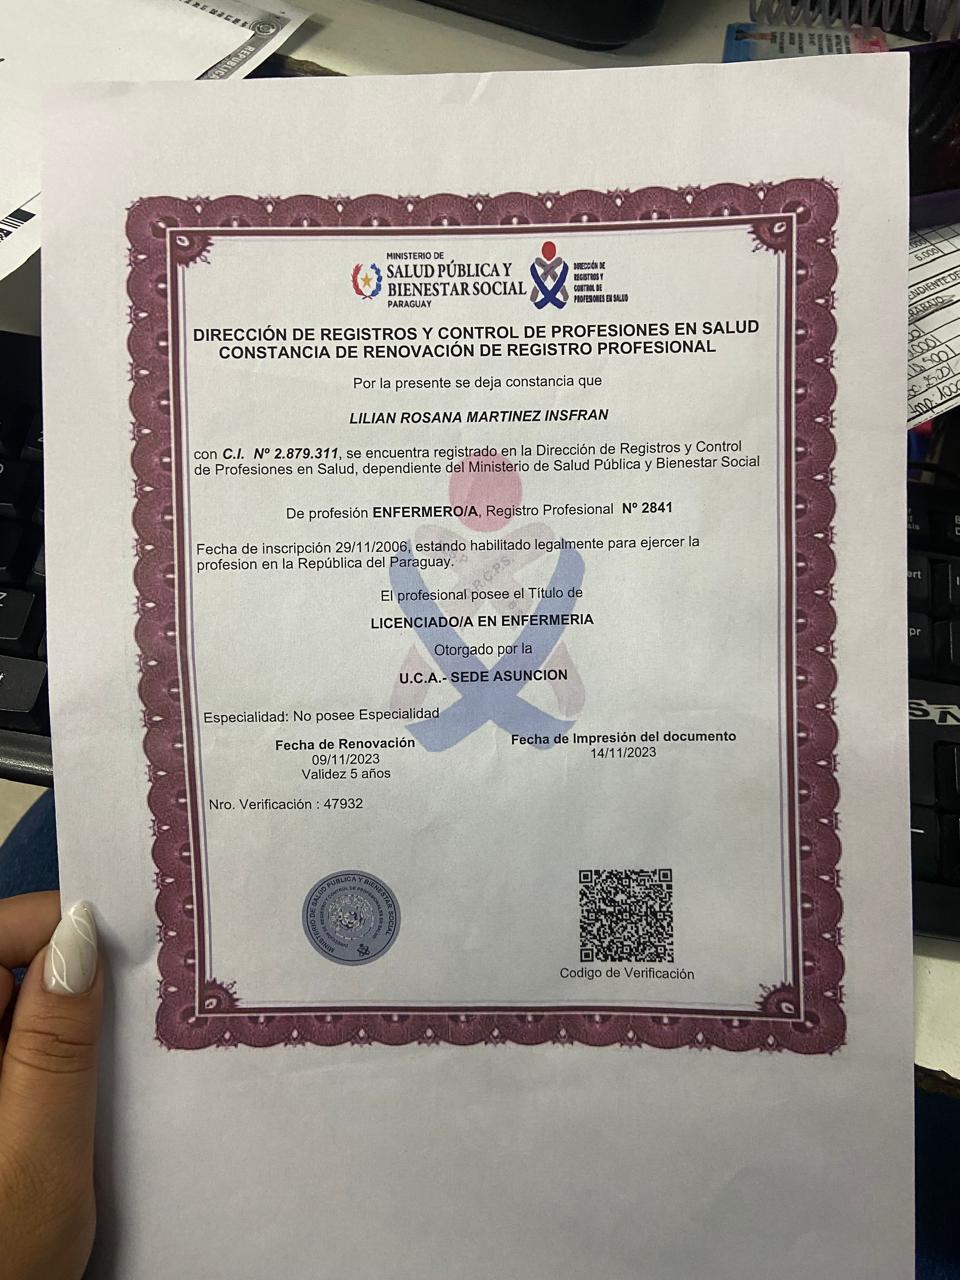 MINISTERIO DE
SALUD PÚBLICA Y
BIENESTAR SOCIAL
PARAGUAY
DIRECCIÓN DE
REGISTROS Y
CONTROL DE
PROFESIONES EN SALUD
DIRECCIÓN DE REGISTROS Y CONTROL DE PROFESIONES EN SALUD
CONSTANCIA DE RENOVACIÓN DE REGISTRO PROFESIONAL
Por la presente se deja constancia que
LILIAN ROSANA MARTINEZ INSFRAN
con C.I. Nº 2.879.311, se encuentra registrado en la Dirección de Registros y Control
de Profesiones en Salud, dependiente del Ministerio de Salud Pública y Bienestar Social
De profesión ENFERMERO/A, Registro Profesional Nº 2841
Fecha de inscripción 29/11/2006, estando habilitado legalmente para ejercer la
profesion en la República del Paraguay.
El profesional posee el Título de
LICENCIADO/A EN ENFERMERIA
Otorgado por la
U.C.A.- SEDE ASUNCION
Especialidad: No posee Especialidad
Fecha de Renovación
09/11/2023
Validez 5 años
Fecha de Impresión del documento
14/11/2023
Nro. Verificación : 47932
MINISTERIO DE SALUD PUBLICA Y BIENESTAR SOCIAL
Codigo de Verificación